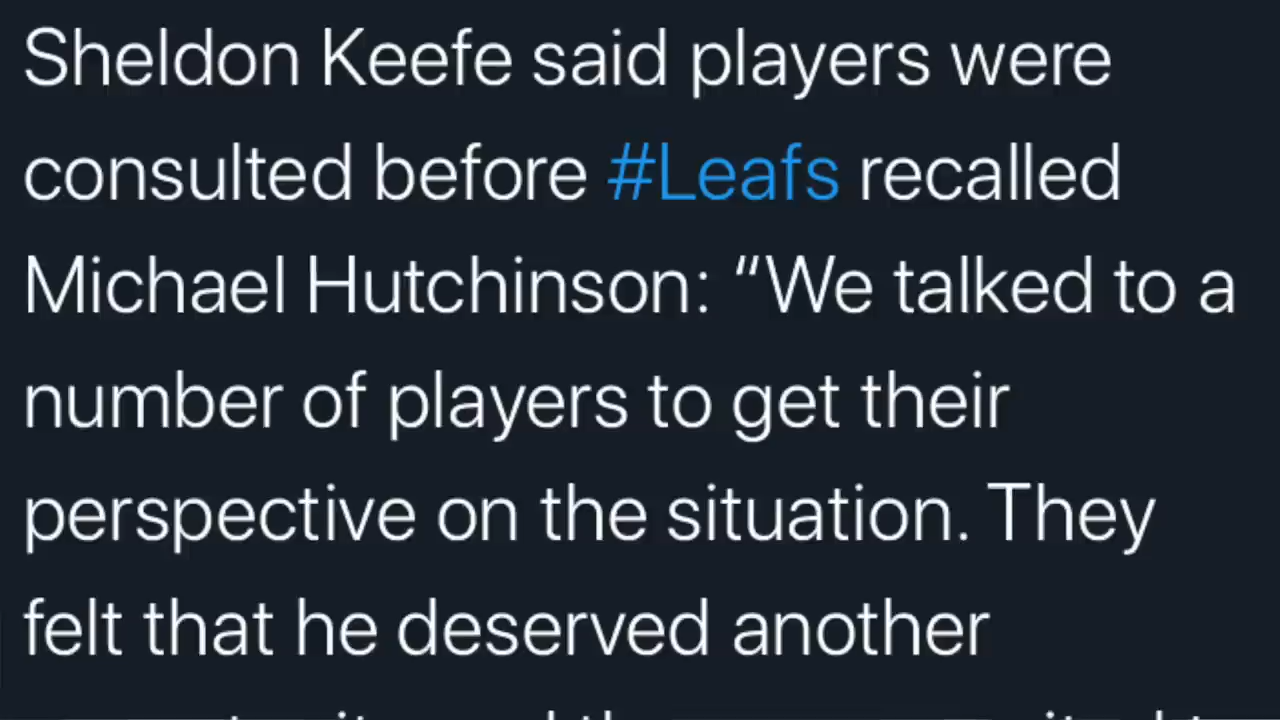 Sheldon Keefe said players were
consulted before #Leafs recalled
Michael Hutchinson: “We talked to a
number of players to get their
perspective on the situation. They
felt that he deserved another